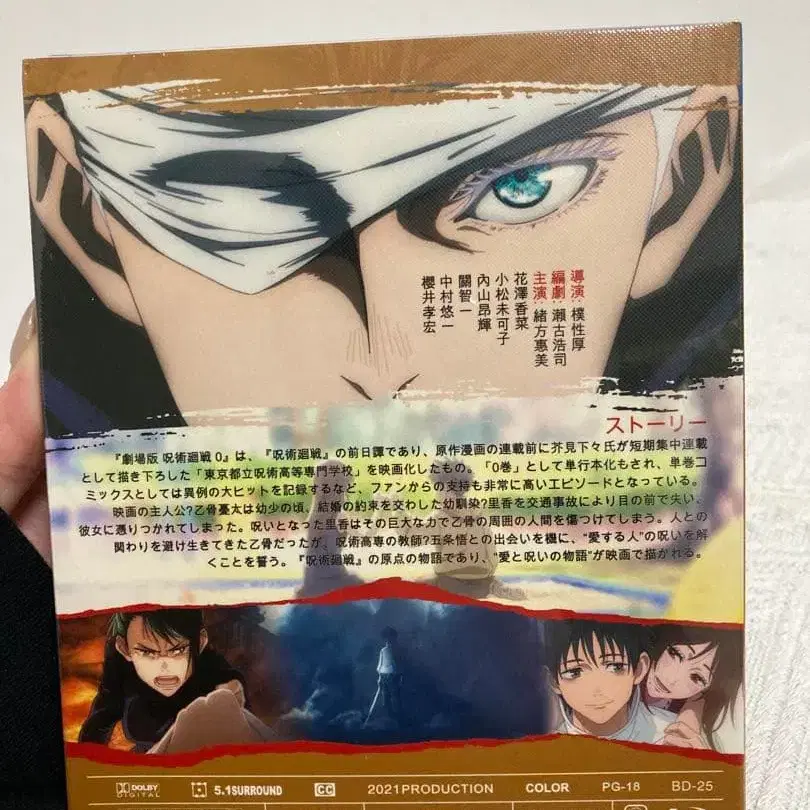 導演: 樸性厚
編劇: 瀬古浩司
主演: 緒方惠美
花澤香菜
小松未可子
內山昂輝
關智一
中村悠一
櫻井孝宏
ストーリー
『劇場版 呪術廻戦 0』は、『呪術廻戦』の前日譚であり、原作漫画の連載前に芥見下々氏が短期集中連載
として描き下ろした「東京都立呪術高等専門学校」を映画化したもの。「0巻」として単行本化もされ、単巻コ
ミックスとしては異例の大ヒットを記録するなど、ファンからの支持も非常に高いエピソードとなっている。
映画の主人公?乙骨憂太は幼少の頃、結婚の約束を交わした幼馴染?里香を交通事故により目の前で失い、
彼女に憑りつかれてしまった。呪いとなった里香はその巨大な力で乙骨の周囲の人間を傷つけてしまう。人との
関わりを避け生きてきた乙骨だったが、呪術高専の教師?五条悟との出会いを機に、“愛する人”の呪いを解
くことを誓う。『呪術廻戦』の原点の物語であり、“愛と呪いの物語”が映画で描かれる。
DOLBY DIGITAL 5.1SURROUND CC 2021PRODUCTION COLOR PG-18 BD-25